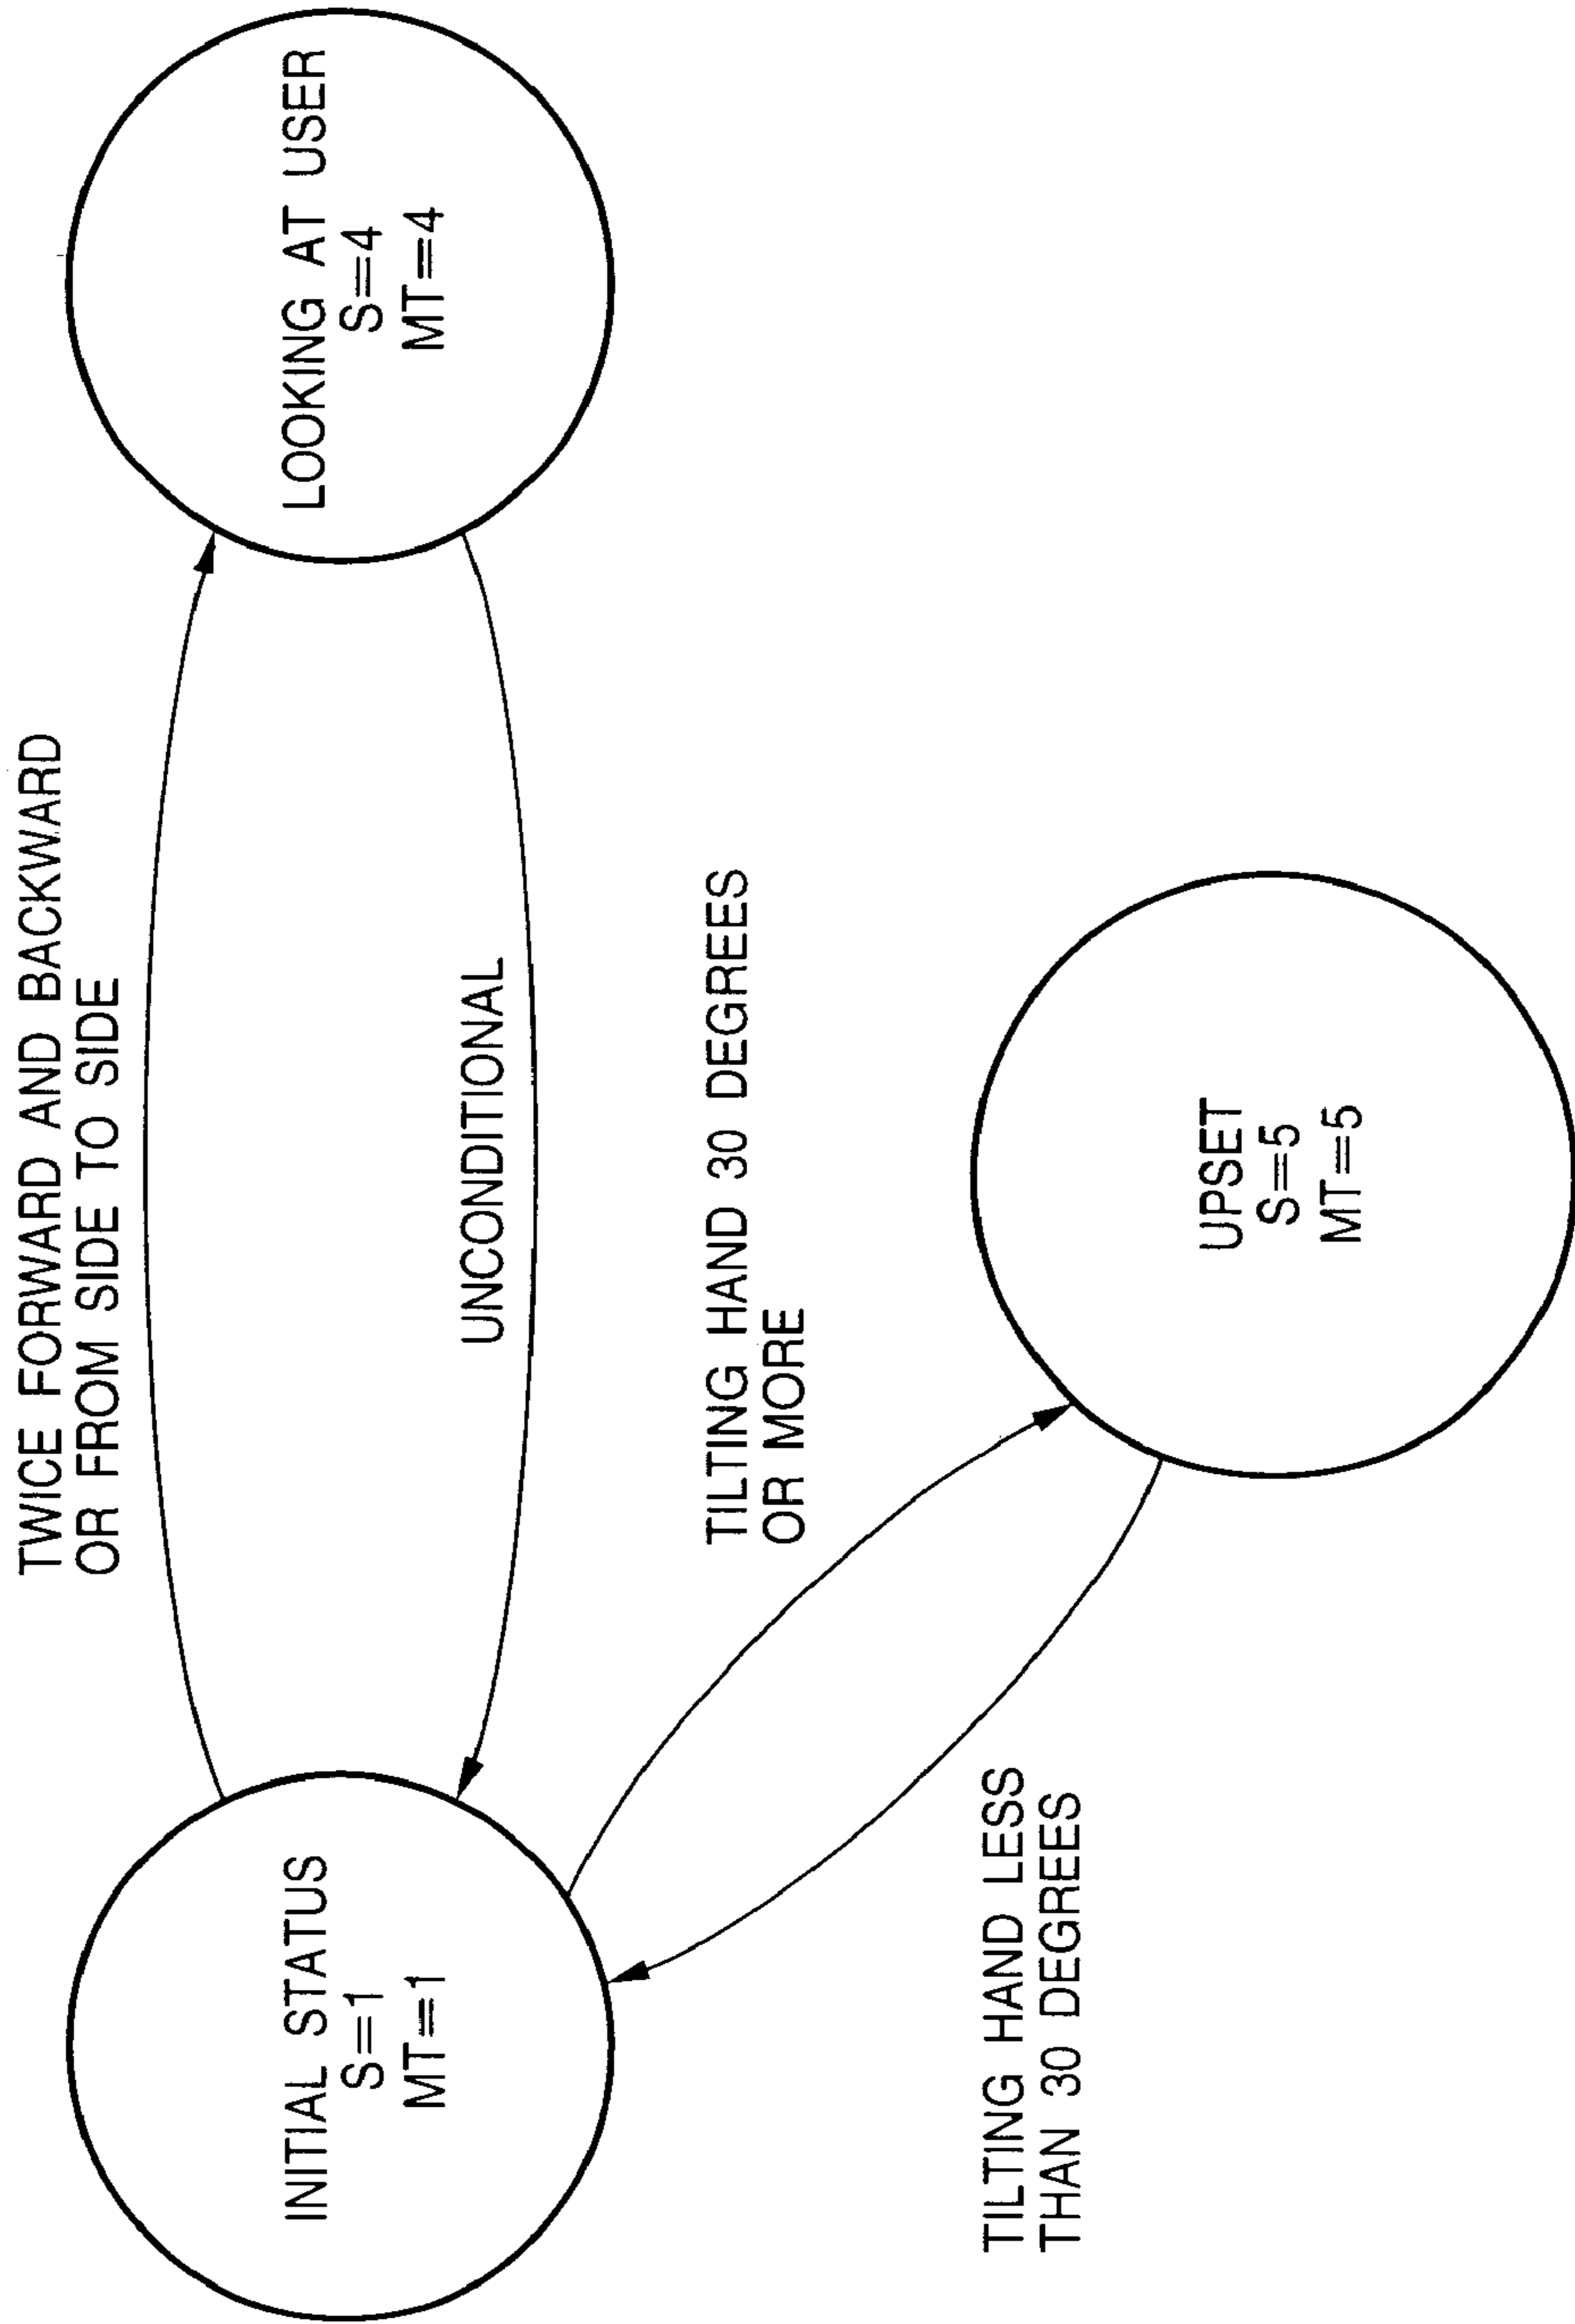 TWICE FORWARD AND BACKWARD
OR FROM SIDE TO SIDE
INITIAL STATUS
S=1
MT=1
LOOKING AT USER
S=4
MT=4
UNCONDITIONAL
TILTING HAND 30 DEGREES
OR MORE
TILTING HAND LESS
THAN 30 DEGREES
UPSET
S=5
MT=5